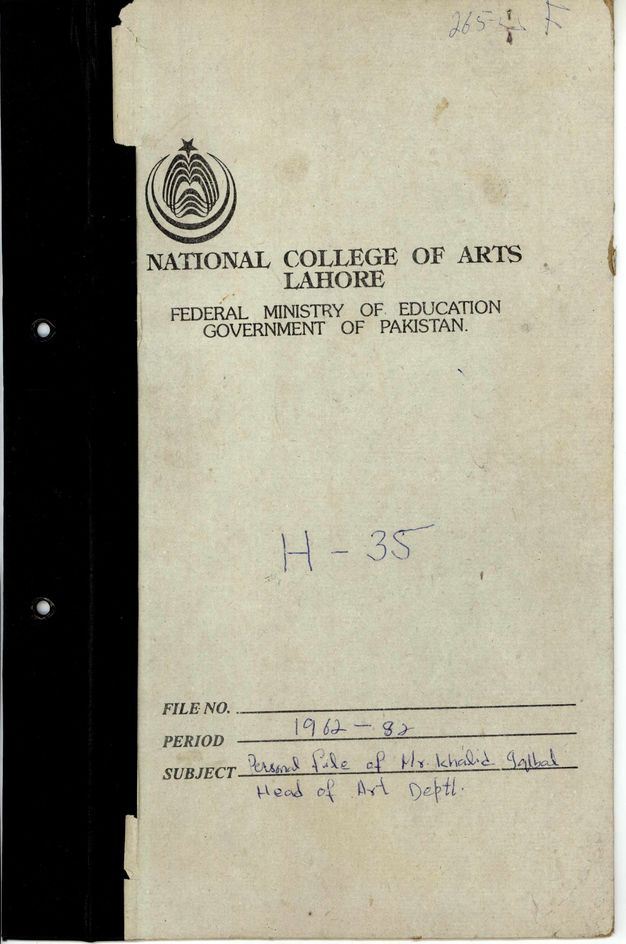 F
NATIONAL COLLEGE OF ARTS
LAHORE
FEDERAL MINISTRY OF EDUCATION
GOVERNMENT OF PAKISTAN.
H - 35
FILE NO.
PERIOD 1962 - 82
SUBJECT Personal File of Mr. Khalid Iqbal
Head of Art Deptt.